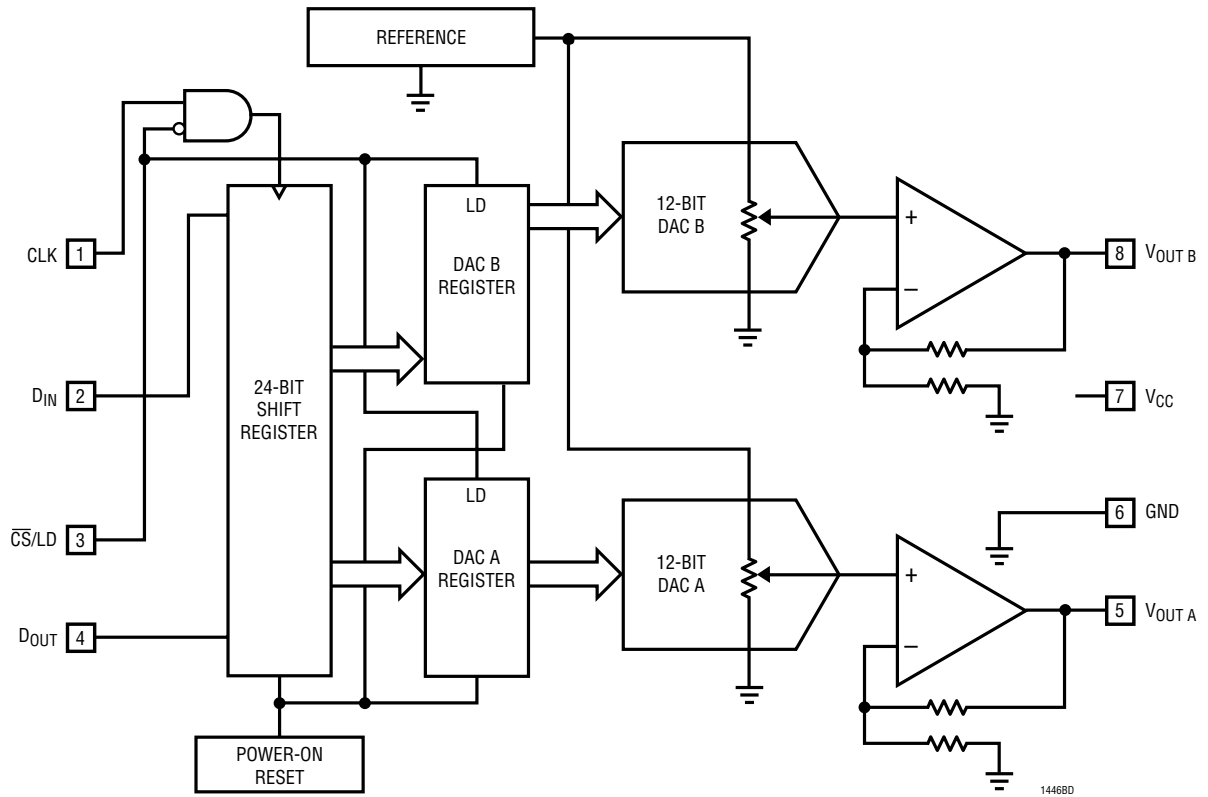 REFERENCE
CLK 1
D_IN 2
C̅S̅/LD 3
D_OUT 4
24-BIT
SHIFT
REGISTER
POWER-ON
RESET
LD
DAC B
REGISTER
LD
DAC A
REGISTER
12-BIT
DAC B
12-BIT
DAC A
+
−
+
−
8 V_OUT B
7 V_CC
6 GND
5 V_OUT A
1446BD